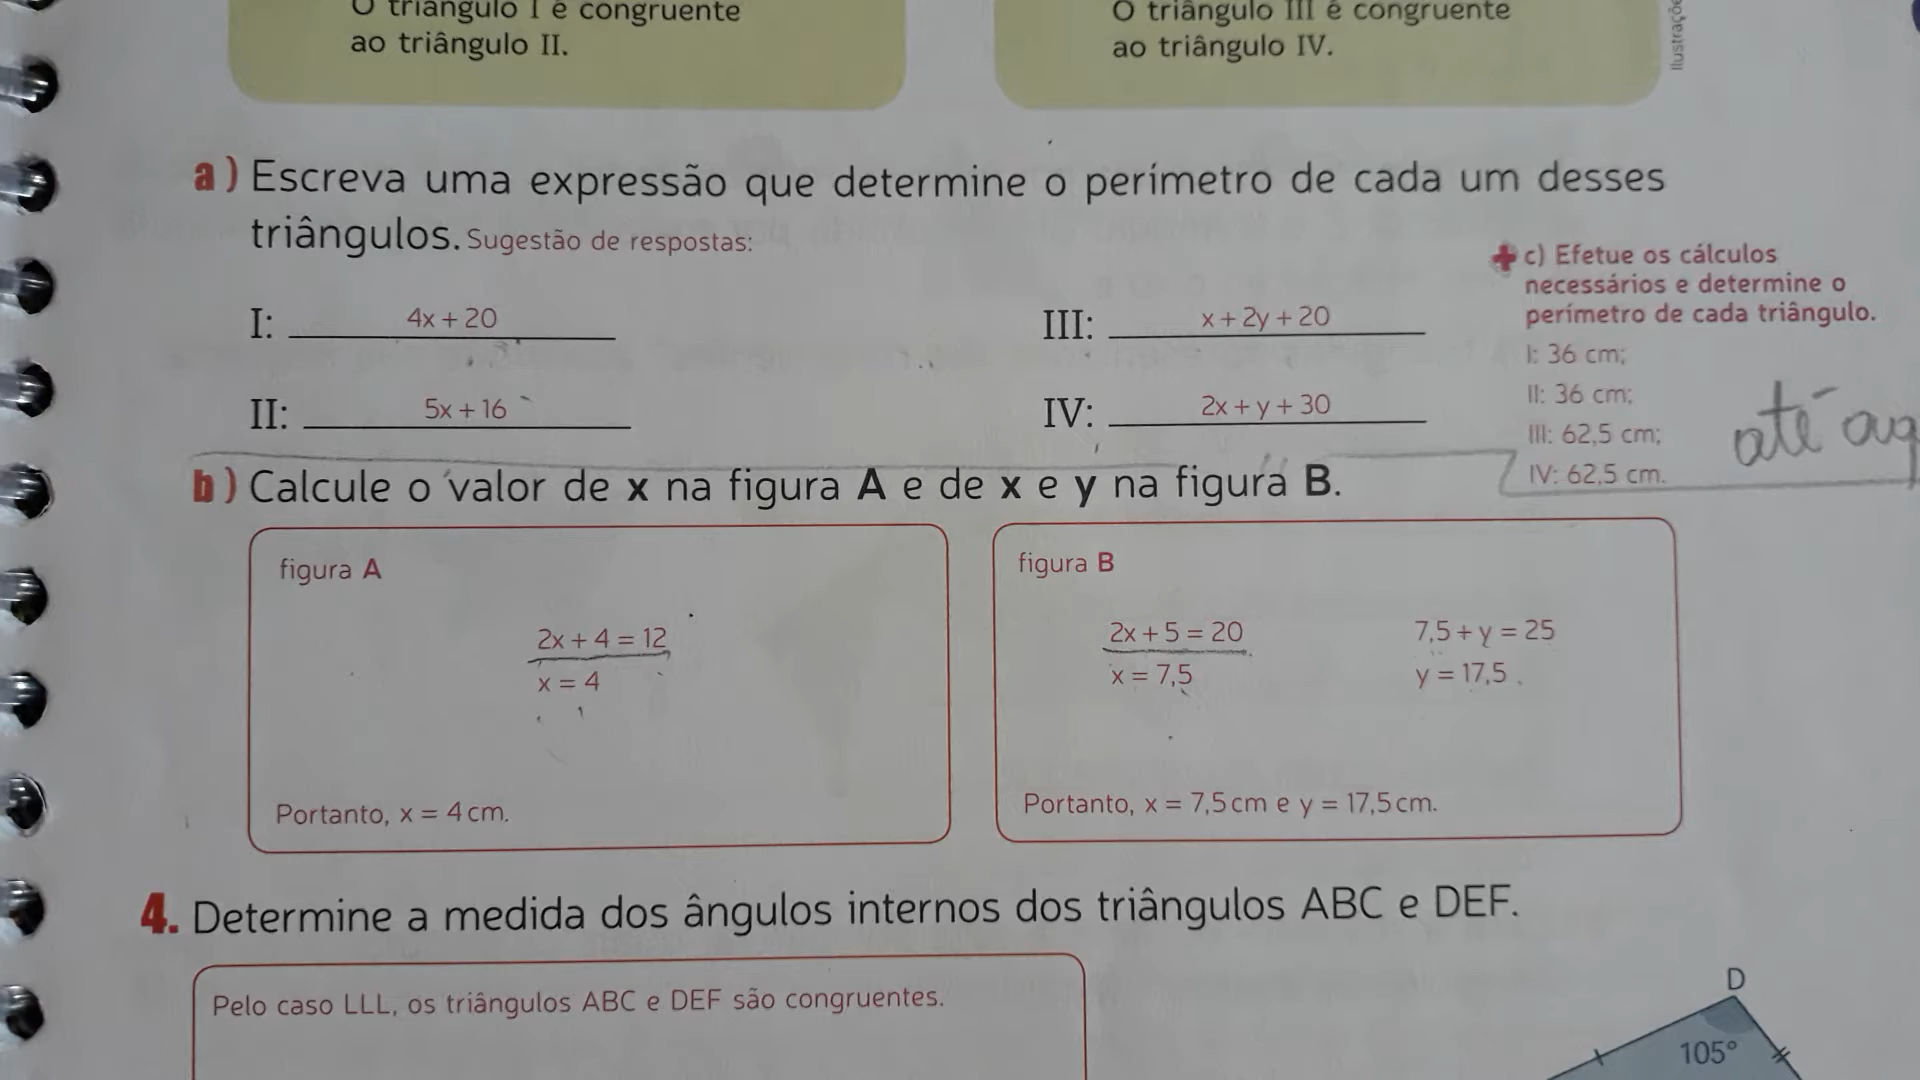 O triângulo I é congruente
ao triângulo II.
O triângulo III é congruente
ao triângulo IV.
a) Escreva uma expressão que determine o perímetro de cada um desses
triângulos. Sugestão de respostas:
I: 4x + 20
III: x + 2y + 20
II: 5x + 16
IV: 2x + y + 30
c) Efetue os cálculos
necessários e determine o
perímetro de cada triângulo.
I: 36 cm;
II: 36 cm;
III: 62,5 cm;
IV: 62,5 cm.
até aq
b) Calcule o valor de x na figura A e de x e y na figura B.
figura A
2x + 4 = 12
x = 4
Portanto, x = 4 cm.
figura B
2x + 5 = 20
x = 7,5
7,5 + y = 25
y = 17,5
Portanto, x = 7,5 cm e y = 17,5 cm.
4. Determine a medida dos ângulos internos dos triângulos ABC e DEF.
Pelo caso LLL, os triângulos ABC e DEF são congruentes.
D
105°